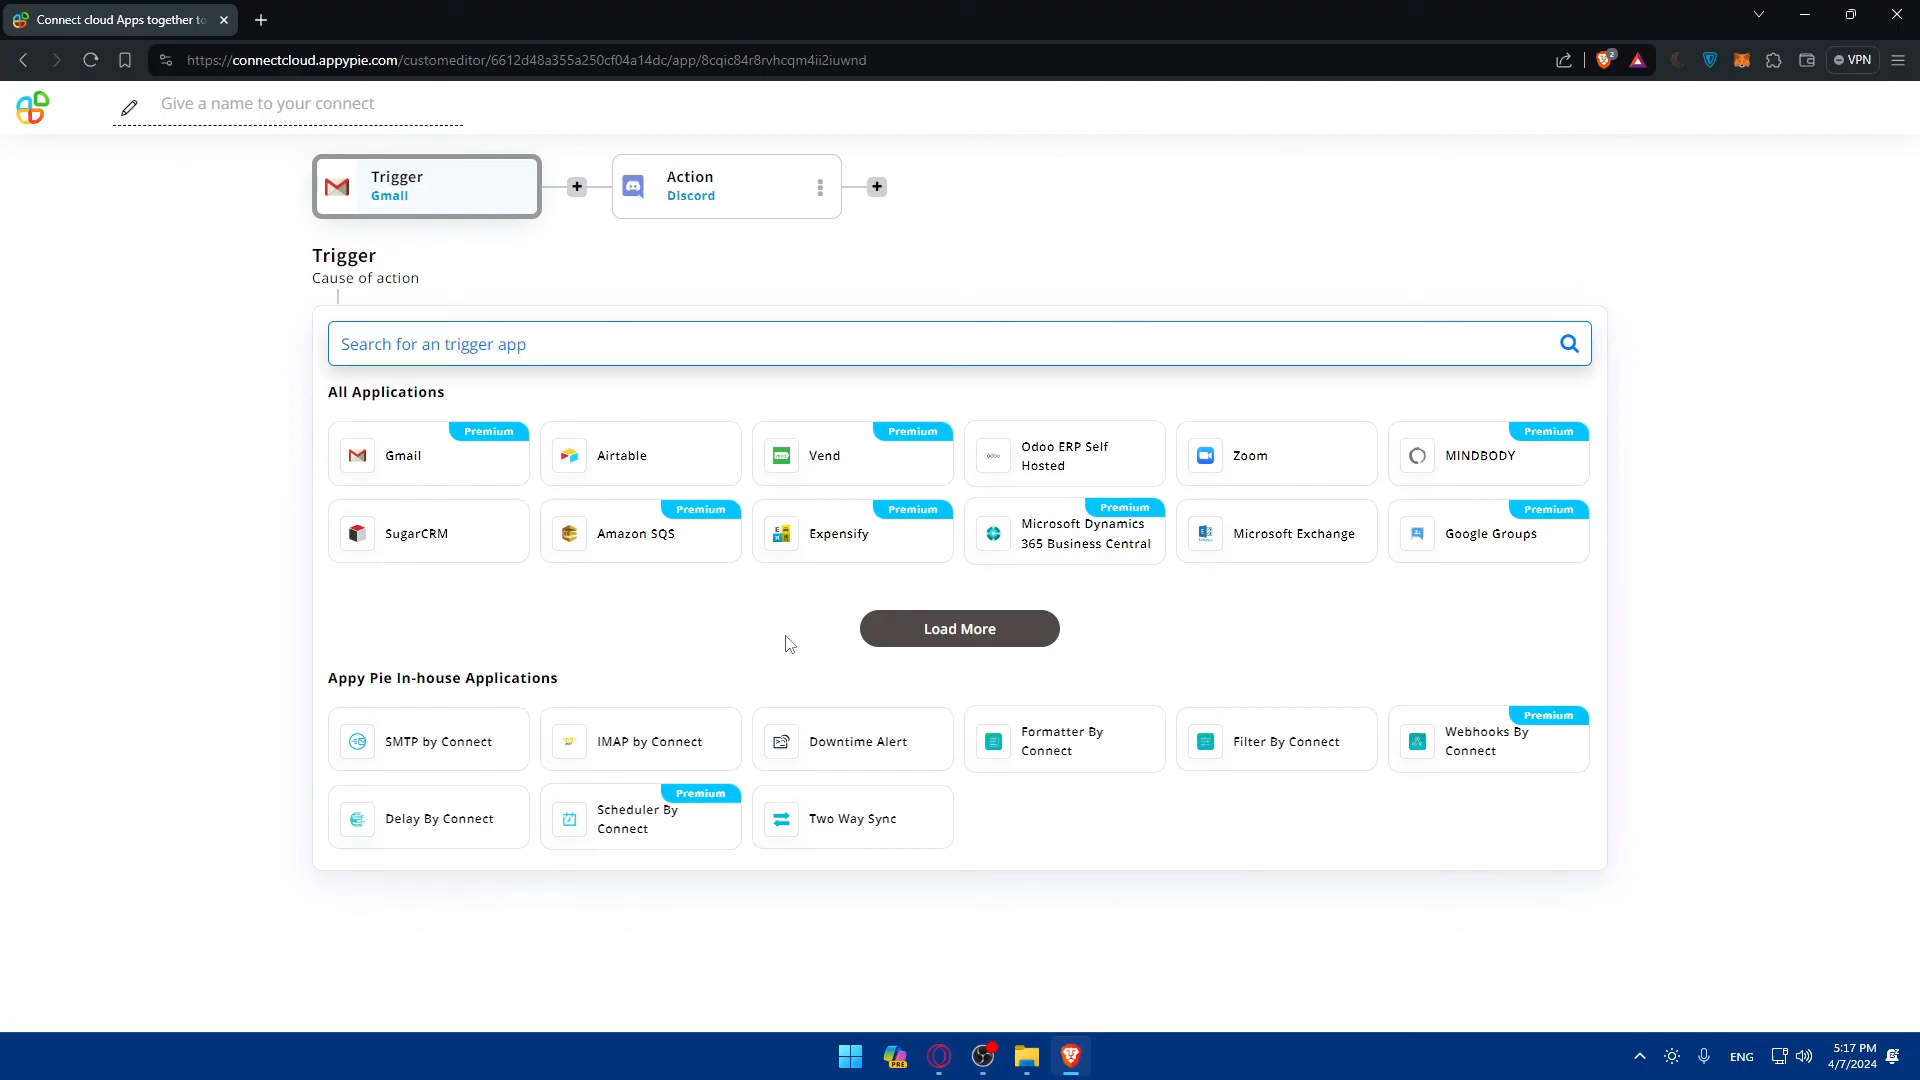 Connect cloud Apps together to
https://connectcloud.appypie.com/customeditor/6612d48a355a250cf04a14dc/app/8cqic84r8rvhcqm4ii2iuwnd
2
VPN
Give a name to your connect
Trigger
Gmail
Action
Discord
Trigger
Cause of action
Search for an trigger app
All Applications
Premium
Gmail
Airtable
Premium
Vend
Odoo ERP Self
Hosted
Zoom
Premium
MINDBODY
SugarCRM
Premium
Amazon SQS
Premium
Expensify
Premium
Microsoft Dynamics
365 Business Central
Microsoft Exchange
Premium
Google Groups
Load More
Appy Pie In-house Applications
SMTP by Connect
IMAP by Connect
Downtime Alert
Formatter By
Connect
Filter By Connect
Premium
Webhooks By
Connect
Delay By Connect
Premium
Scheduler By
Connect
Two Way Sync
PRE
ENG
5:17 PM
4/7/2024